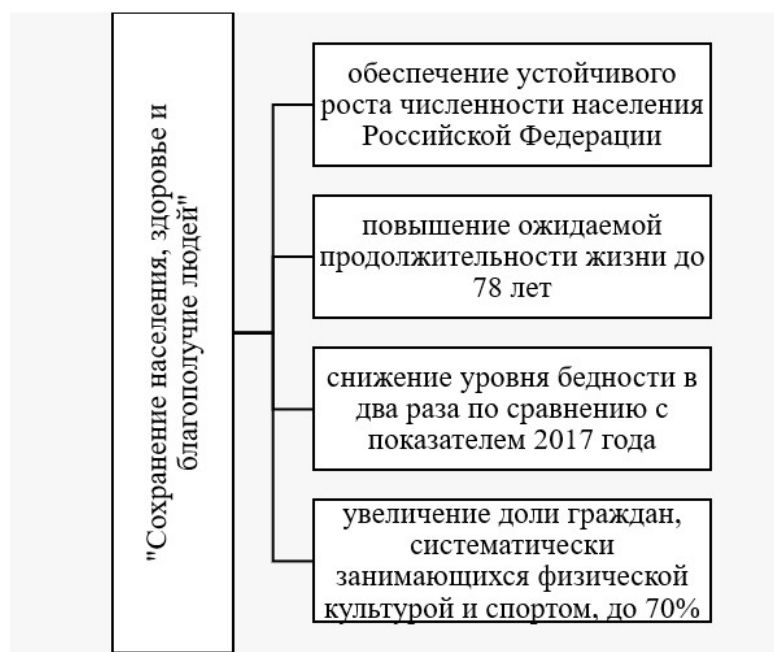 "Сохранение населения, здоровье и
благополучие людей"
обеспечение устойчивого
роста численности населения
Российской Федерации
повышение ожидаемой
продолжительности жизни до
78 лет
снижение уровня бедности в
два раза по сравнению с
показателем 2017 года
увеличение доли граждан,
систематически
занимающихся физической
культурой и спортом, до 70%